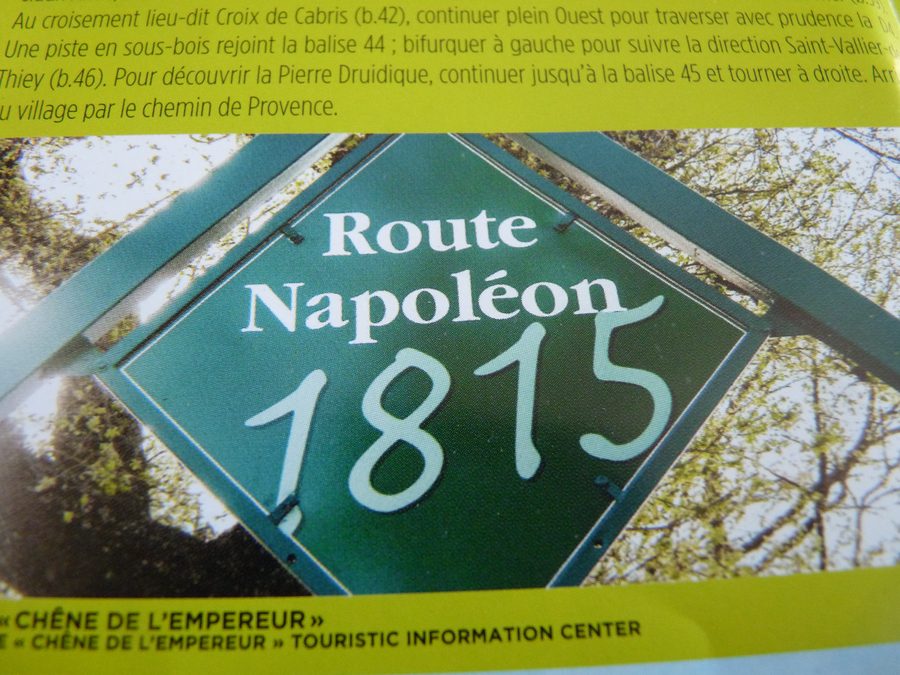 Au croisement lieu-dit Croix de Cabris (b.42), continuer plein Ouest pour traverser avec prudence la
Une piste en sous-bois rejoint la balise 44 ; bifurquer à gauche pour suivre la direction Saint-Vallier-d
Thiey (b.46). Pour découvrir la Pierre Druidique, continuer jusqu'à la balise 45 et tourner à droite. Arr
u village par le chemin de Provence.
Route
Napoléon
1815
« CHÊNE DE L'EMPEREUR »
E « CHÊNE DE L'EMPEREUR » TOURISTIC INFORMATION CENTER